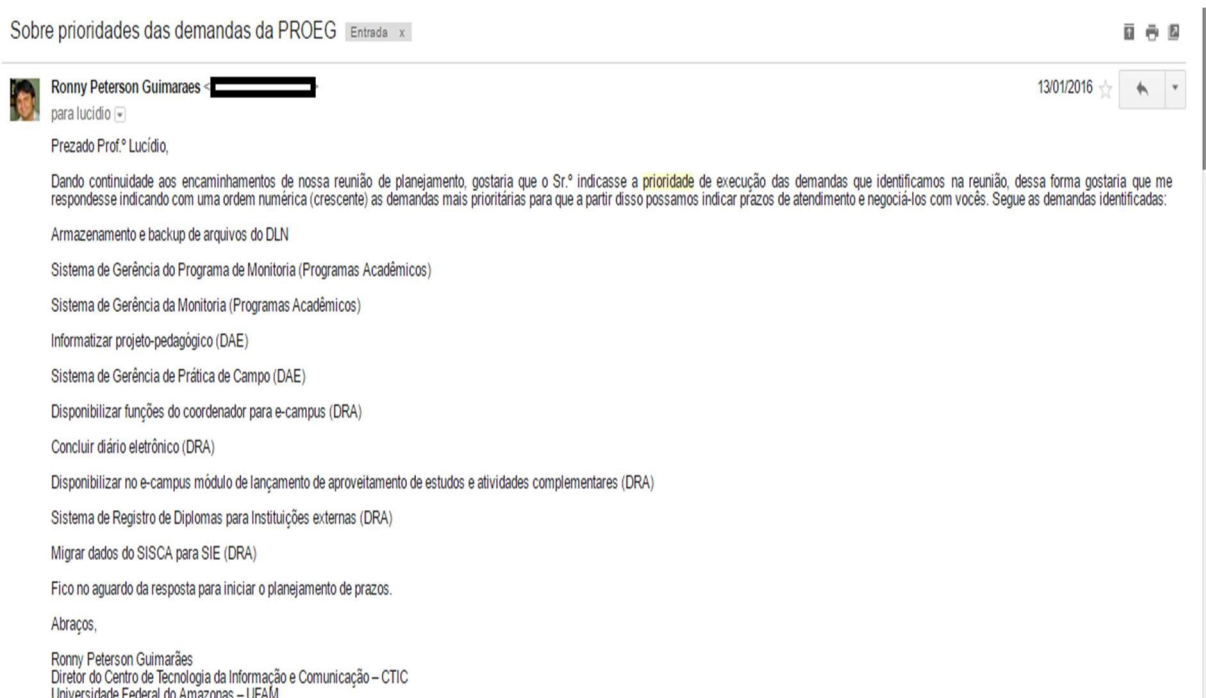 Sobre prioridades das demandas da PROEG Entrada x
Ronny Peterson Guimaraes <
13/01/2016
para lucidio
Prezado Prof.º Lucídio,
Dando continuidade aos encaminhamentos de nossa reunião de planejamento, gostaria que o Sr.º indicasse a prioridade de execução das demandas que identificamos na reunião, dessa forma gostaria que me
respondesse indicando com uma ordem numérica (crescente) as demandas mais prioritárias para que a partir disso possamos indicar prazos de atendimento e negociá-los com vocês. Segue as demandas identificadas:
Armazenamento e backup de arquivos do DLN
Sistema de Gerência do Programa de Monitoria (Programas Acadêmicos)
Sistema de Gerência da Monitoria (Programas Acadêmicos)
Informatizar projeto-pedagógico (DAE)
Sistema de Gerência de Prática de Campo (DAE)
Disponibilizar funções do coordenador para e-campus (DRA)
Concluir diário eletrônico (DRA)
Disponibilizar no e-campus módulo de lançamento de aproveitamento de estudos e atividades complementares (DRA)
Sistema de Registro de Diplomas para Instituições externas (DRA)
Migrar dados do SISCA para SIE (DRA)
Fico no aguardo da resposta para iniciar o planejamento de prazos.
Abraços,
Ronny Peterson Guimarães
Diretor do Centro de Tecnologia da Informação e Comunicação – CTIC
Universidade Federal do Amazonas – UFAM